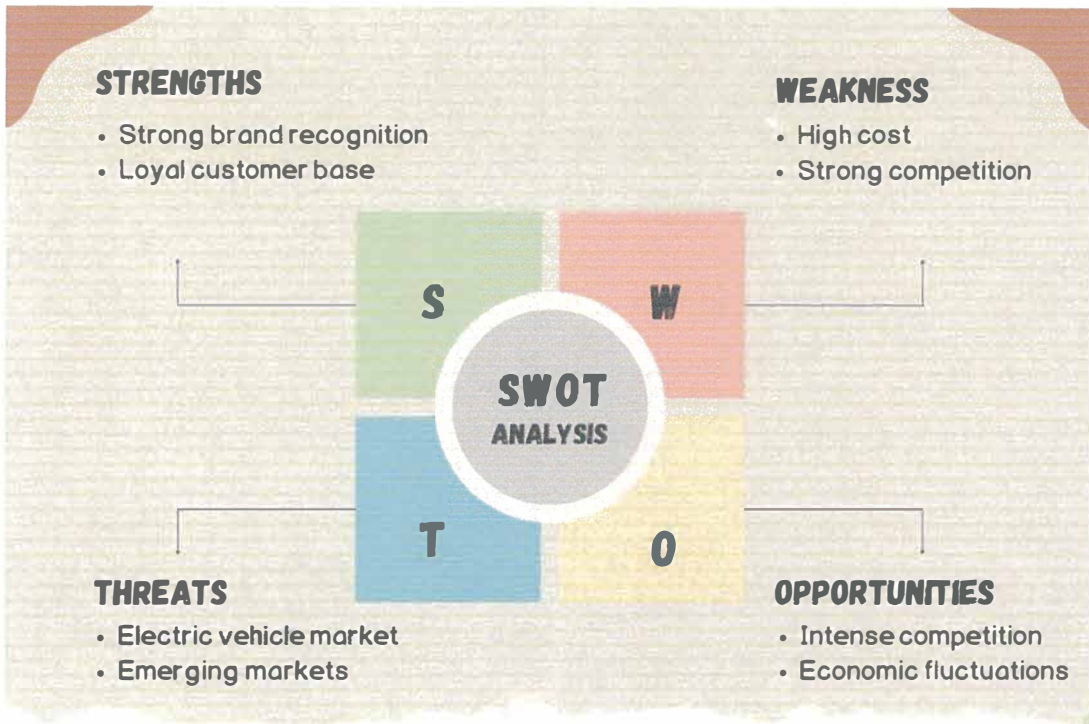 STRENGTHS
• Strong brand recognition
• Loyal customer base
WEAKNESS
• High cost
• Strong competition
S
W
SWOT
ANALYSIS
T
O
THREATS
• Electric vehicle market
• Emerging markets
OPPORTUNITIES
• Intense competition
• Economic fluctuations